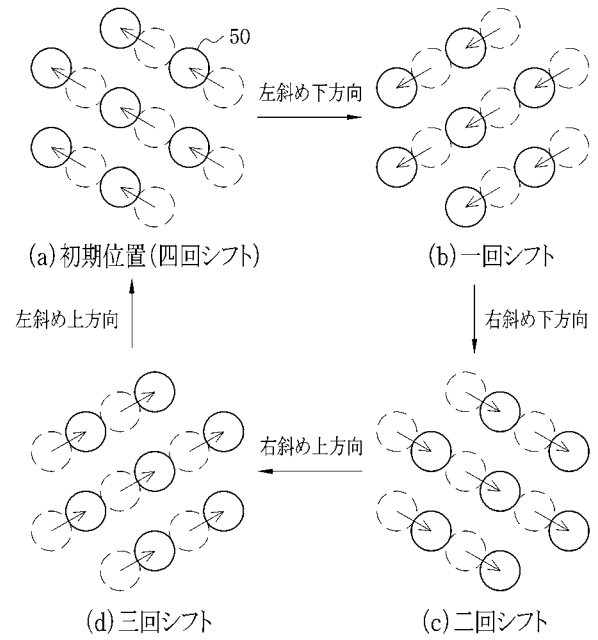 50
左斜め下方向
(a)初期位置(四回シフト)
(b)一回シフト
左斜め上方向
右斜め下方向
右斜め上方向
(d)三回シフト
(c)二回シフト